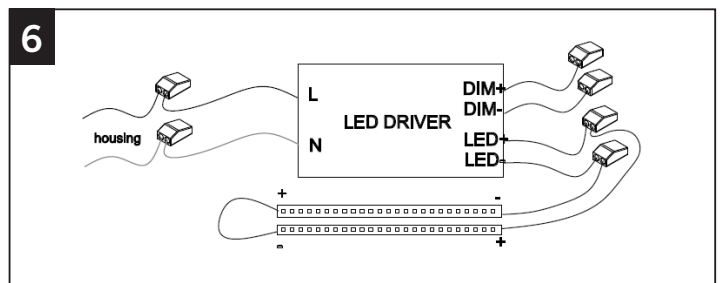 6
L
N
housing
LED DRIVER
DIM+
DIM-
LED+
LED-
+
-
-
+